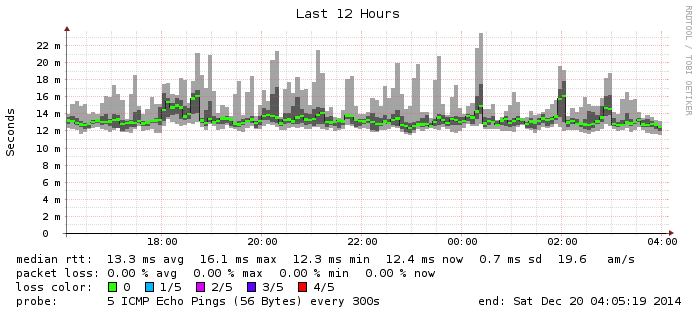 Last 12 Hours
RRDTOOL / TOBI OETIKER
Seconds
22 m
20 m
18 m
16 m
14 m
12 m
10 m
8 m
6 m
4 m
2 m
0
18:00 20:00 22:00 00:00 02:00 04:00
median rtt: 13.3 ms avg 16.1 ms max 12.3 ms min 12.4 ms now 0.7 ms sd 19.6 am/s
packet loss: 0.00 % avg 0.00 % max 0.00 % min 0.00 % now
loss color: 0 1/5 2/5 3/5 4/5
probe: 5 ICMP Echo Pings (56 Bytes) every 300s end: Sat Dec 20 04:05:19 2014